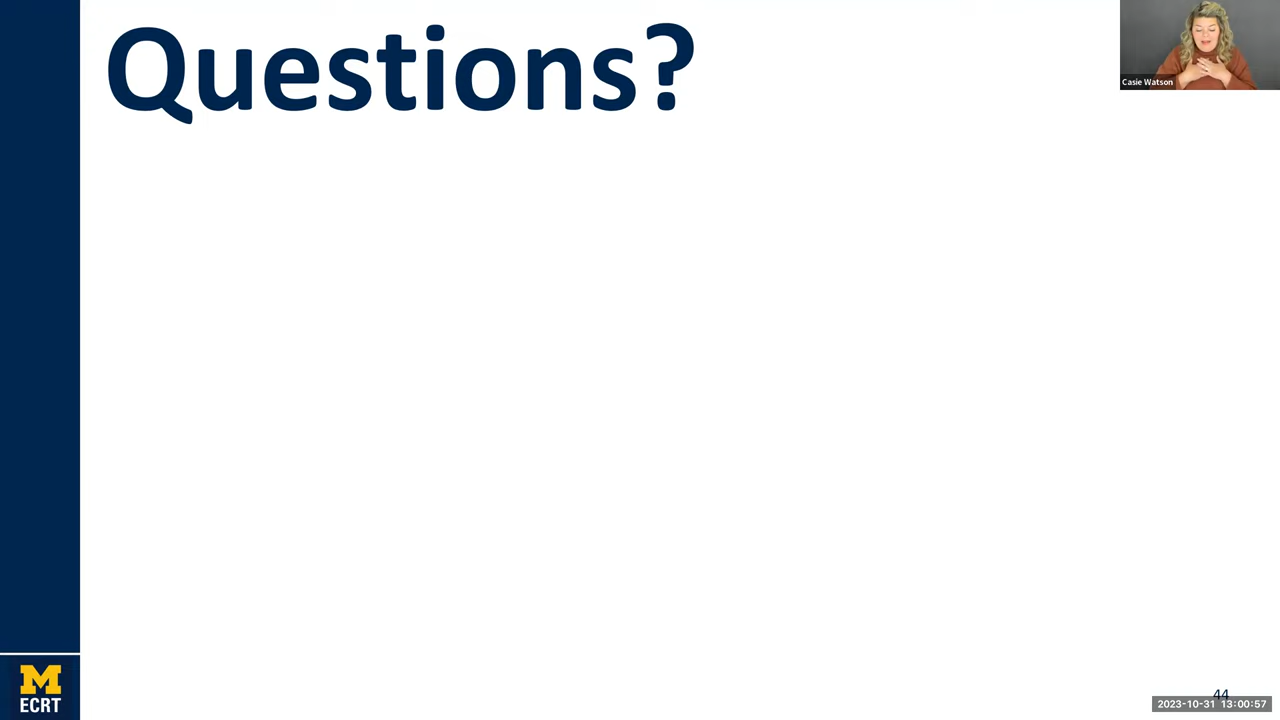 Questions?
Casie Watson
M
ECRT
44
2023-10-31 13:00:57